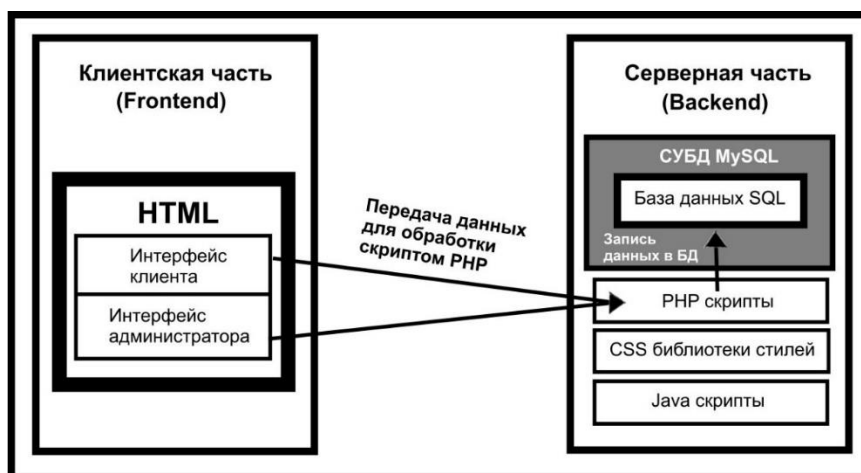 Клиентская часть
(Frontend)
HTML
Интерфейс
клиента
Интерфейс
администратора
Передача данных
для обработки
скриптом PHP
Серверная часть
(Backend)
СУБД MySQL
База данных SQL
Запись
данных в БД
PHP скрипты
CSS библиотеки стилей
Java скрипты